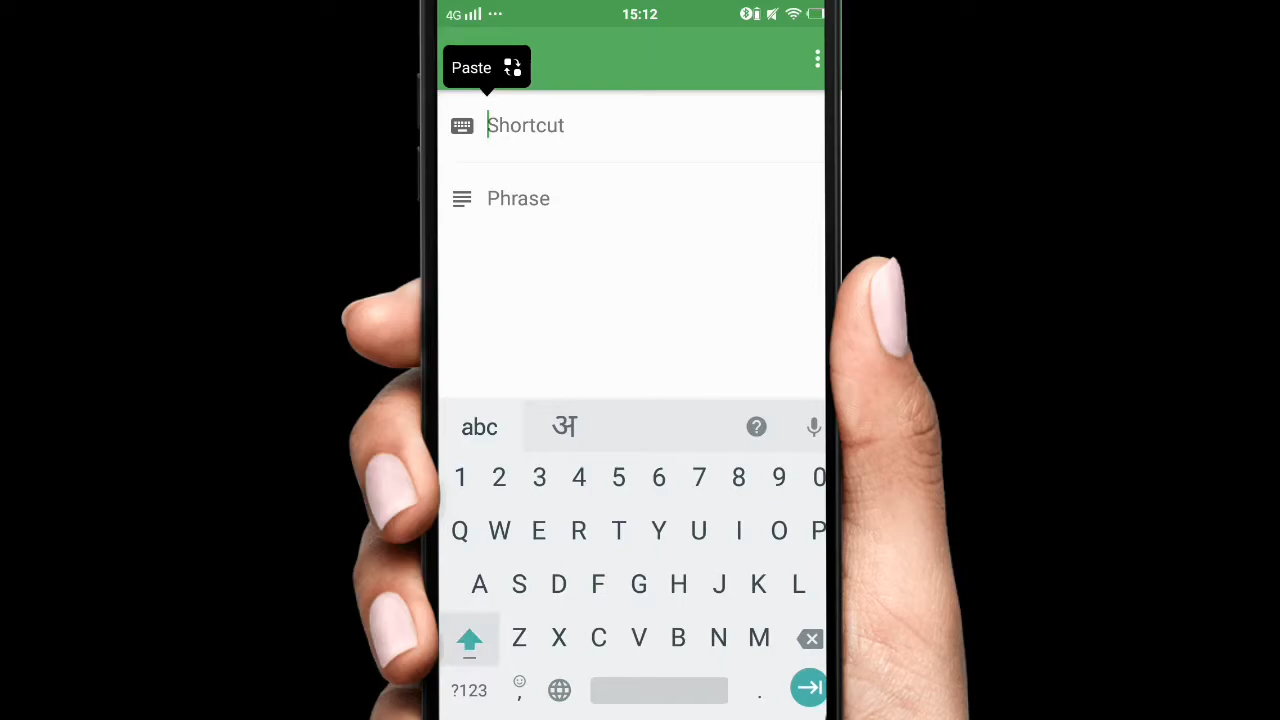 4G 15:12
Paste
Shortcut
Phrase
abc अ
1 2 3 4 5 6 7 8 9 0
Q W E R T Y U I O P
A S D F G H J K L
Z X C V B N M
?123 , .